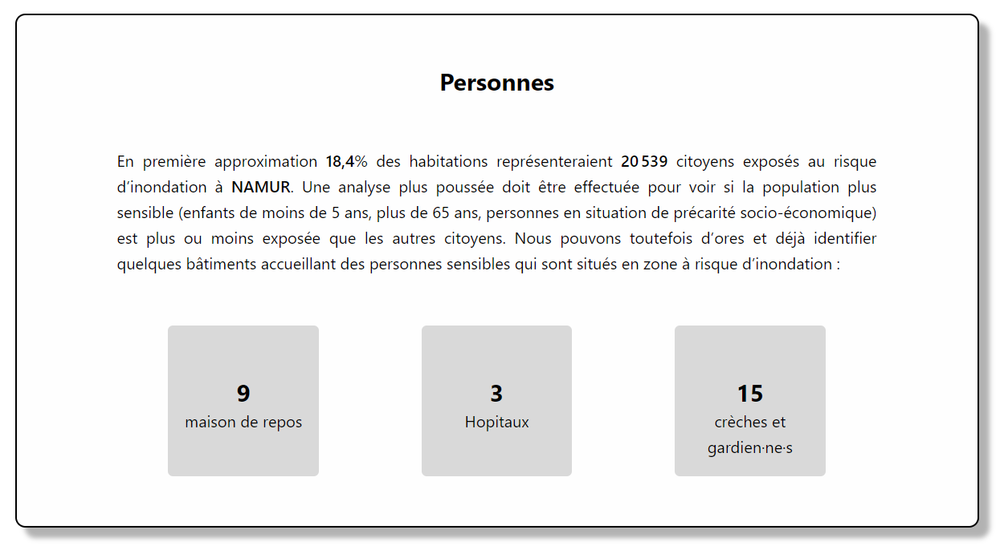 Personnes
En première approximation 18,4% des habitations représenteraient 20 539 citoyens exposés au risque
d’inondation à NAMUR. Une analyse plus poussée doit être effectuée pour voir si la population plus
sensible (enfants de moins de 5 ans, plus de 65 ans, personnes en situation de précarité socio-économique)
est plus ou moins exposée que les autres citoyens. Nous pouvons toutefois d’ores et déjà identifier
quelques bâtiments accueillant des personnes sensibles qui sont situés en zone à risque d’inondation :
9
maison de repos
3
Hopitaux
15
crèches et
gardien·ne·s